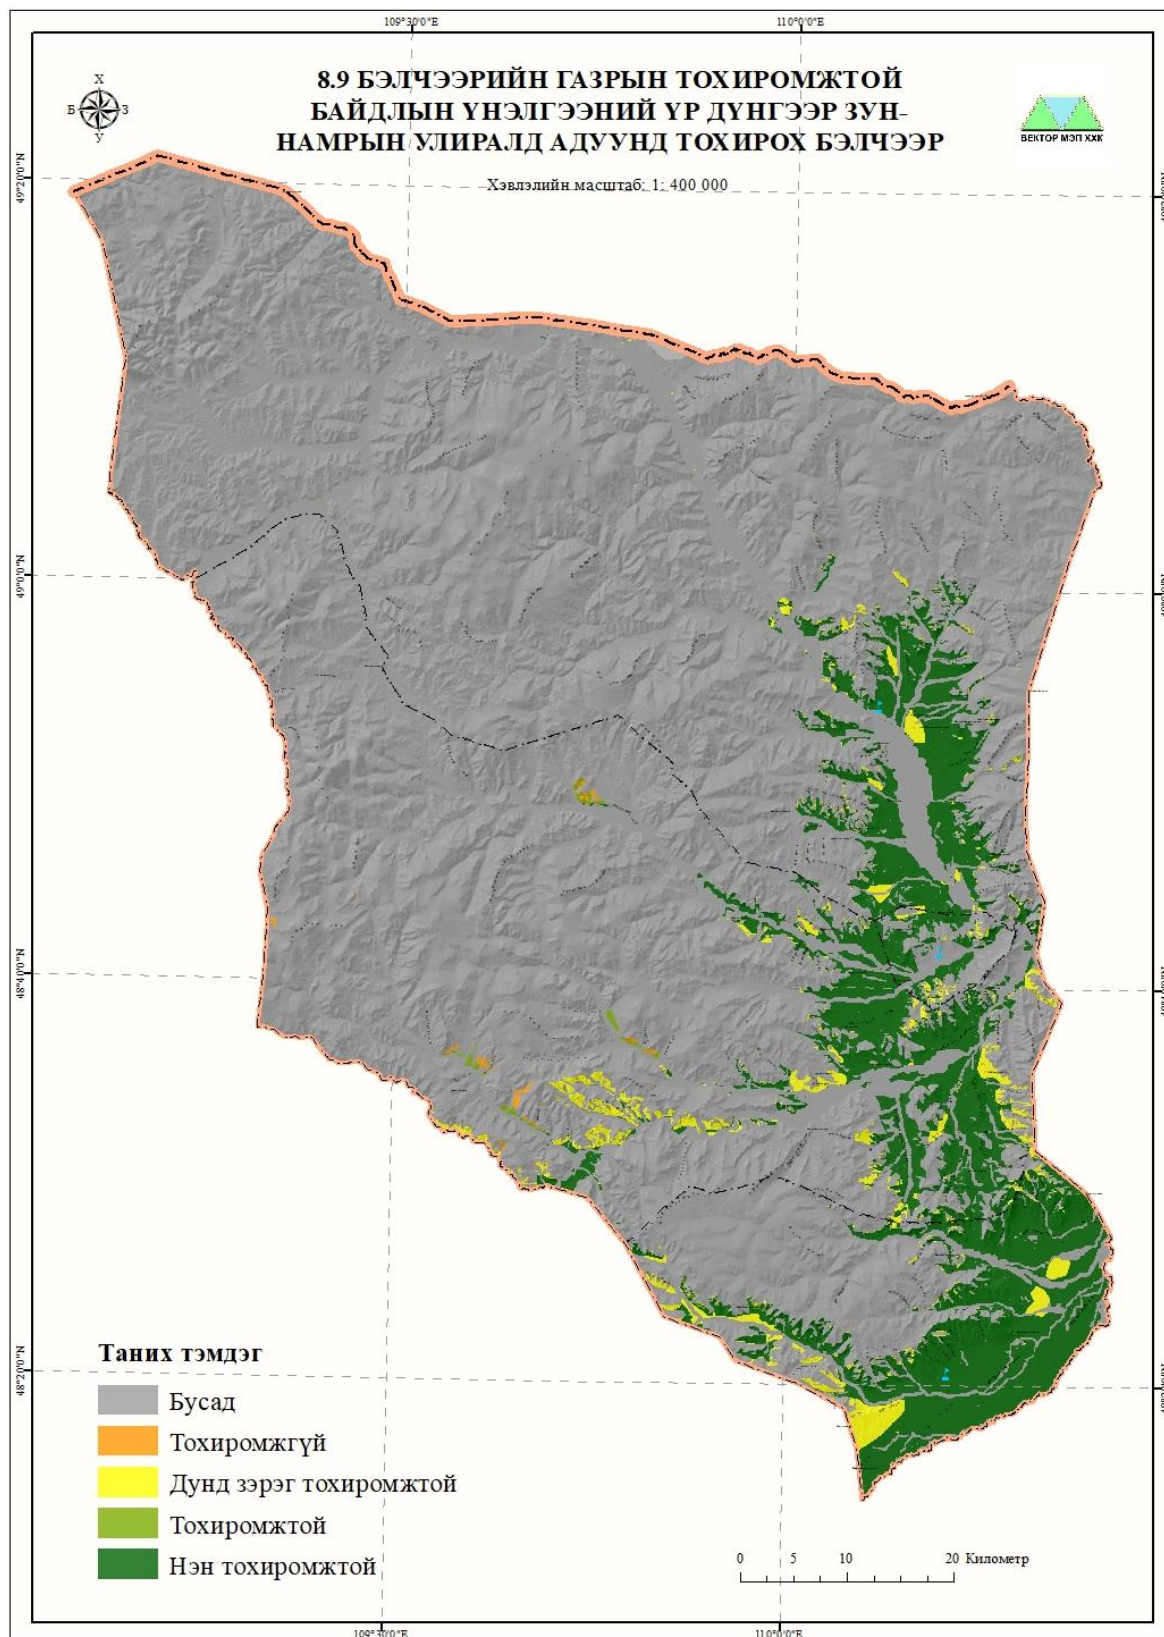 109°30'0"E
110°0'0"E
8.9 БЭЛЧЭЭРИЙН ГАЗРЫН ТОХИРОМЖТОЙ
БАЙДЛЫН ҮНЭЛГЭЭНИЙ ҮР ДҮНГЭЭР ЗУН-
НАМРЫН УЛИРАЛД АДУУНД ТОХИРОХ БЭЛЧЭЭР
Хэвлэлийн масштаб: 1: 400 000
Х
Б
З
У
ВЕКТОР МЭП ХХК
49°20'0"N
49°0'0"N
48°40'0"N
48°20'0"N
Таних тэмдэг
Бусад
Тохиромжгүй
Дунд зэрэг тохиромжтой
Тохиромжтой
Нэн тохиромжтой
0 5 10 20 Километр
109°30'0"E
110°0'0"E